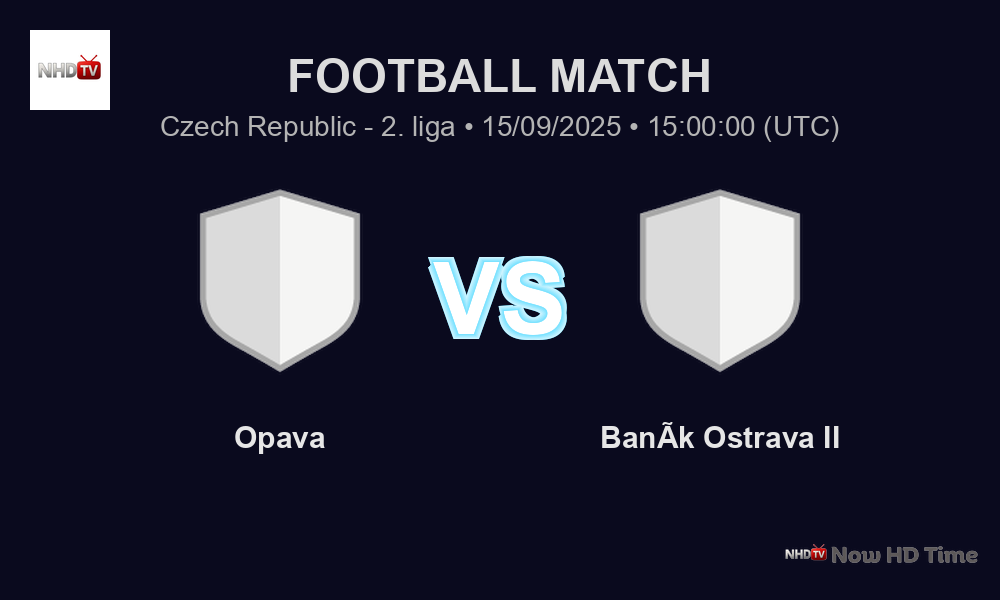 NHDTV
FOOTBALL MATCH
Czech Republic - 2. liga • 15/09/2025 • 15:00:00 (UTC)
VS
Opava
BanÃk Ostrava II
NHDTV Now HD Time